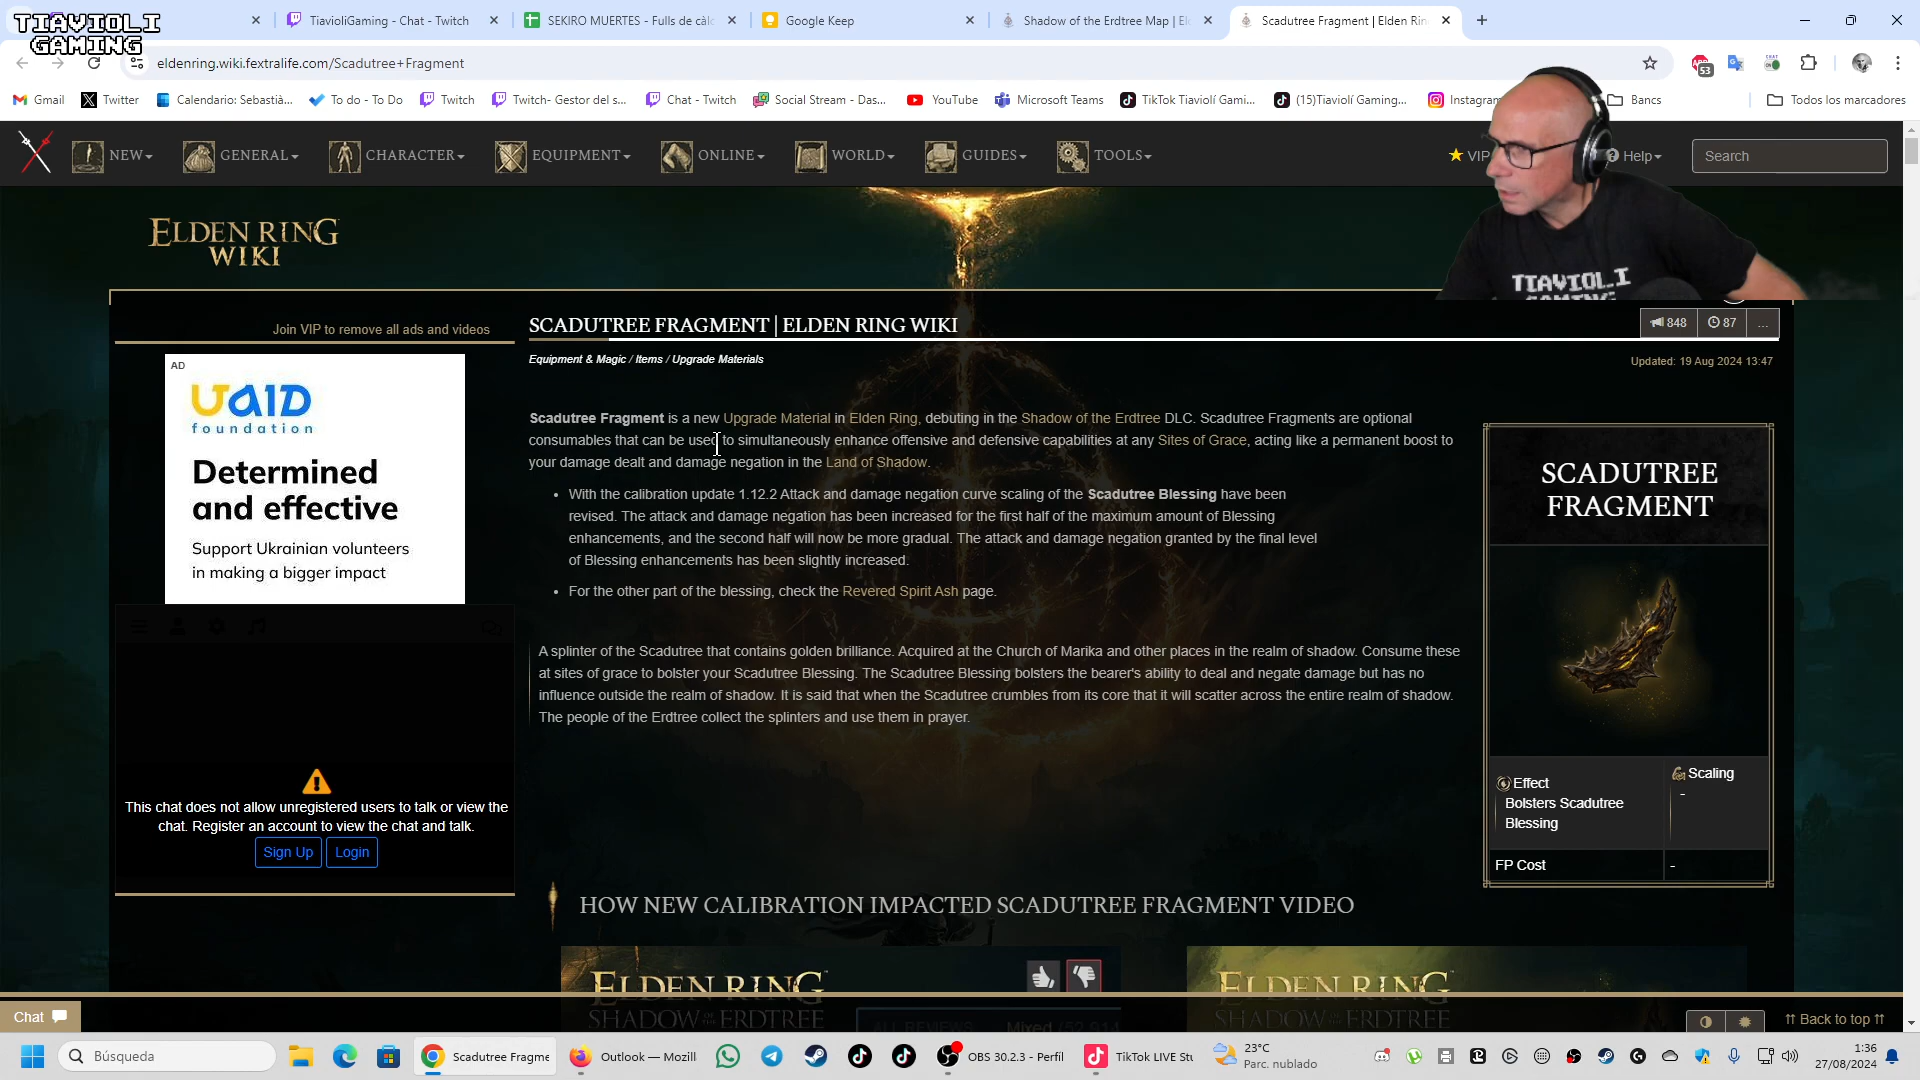 TIAVIOLI
GAMING
TiavioliGaming - Chat - Twitch
SEKIRO MUERTES - Fulls de càlc
Google Keep
Shadow of the Erdtree Map | El
Scadutree Fragment | Elden Rin
eldenring.wiki.fextralife.com/Scadutree+Fragment
53
Gmail
Twitter
Calendario: Sebastià...
To do - To Do
Twitch
Twitch- Gestor del s...
Chat - Twitch
Social Stream - Das...
YouTube
Microsoft Teams
TikTok Tiavolí Gami...
(15)Tiaviolí Gaming...
Instagram
Bancs
Todos los marcadores
NEW
GENERAL
CHARACTER
EQUIPMENT
ONLINE
WORLD
GUIDES
TOOLS
VIP
Help
Search
ELDEN RING
WIKI
TIAVIOLI
GAMING
Join VIP to remove all ads and videos
SCADUTREE FRAGMENT | ELDEN RING WIKI
848
87
...
Equipment & Magic / Items / Upgrade Materials
Updated: 19 Aug 2024 13:47
AD
UAID
foundation
Determined
and effective
Support Ukrainian volunteers
in making a bigger impact
Scadutree Fragment is a new Upgrade Material in Elden Ring, debuting in the Shadow of the Erdtree DLC. Scadutree Fragments are optional
consumables that can be used to simultaneously enhance offensive and defensive capabilities at any Sites of Grace, acting like a permanent boost to
your damage dealt and damage negation in the Land of Shadow.
• With the calibration update 1.12.2 Attack and damage negation curve scaling of the Scadutree Blessing have been
revised. The attack and damage negation has been increased for the first half of the maximum amount of Blessing
enhancements, and the second half will now be more gradual. The attack and damage negation granted by the final level
of Blessing enhancements has been slightly increased.
• For the other part of the blessing, check the Revered Spirit Ash page.
A splinter of the Scadutree that contains golden brilliance. Acquired at the Church of Marika and other places in the realm of shadow. Consume these
at sites of grace to bolster your Scadutree Blessing. The Scadutree Blessing bolsters the bearer's ability to deal and negate damage but has no
influence outside the realm of shadow. It is said that when the Scadutree crumbles from its core that it will scatter across the entire realm of shadow.
The people of the Erdtree collect the splinters and use them in prayer.
SCADUTREE
FRAGMENT
Effect
Bolsters Scadutree
Blessing
Scaling
-
FP Cost
-
This chat does not allow unregistered users to talk or view the
chat. Register an account to view the chat and talk.
Sign Up
Login
HOW NEW CALIBRATION IMPACTED SCADUTREE FRAGMENT VIDEO
ELDEN RING
SHADOW OF THE ERDTREE
ELDEN RING
SHADOW OF THE ERDTREE
Chat
Back to top
Búsqueda
Scadutree Fragme
Outlook — Mozill
OBS 30.2.3 - Perfil
TikTok LIVE Stu
23°C
Parc. nublado
1:36
27/08/2024